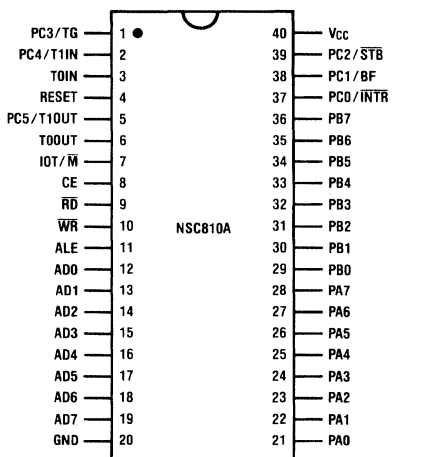 PC3/TG 1 40 Vcc
PC4/T1IN 2 39 PC2/S̅T̅B̅
T0IN 3 38 PC1/BF
RESET 4 37 PC0/I̅N̅T̅R̅
PC5/T1OUT 5 36 PB7
T0OUT 6 35 PB6
IOT/M̅ 7 34 PB5
CE 8 33 PB4
R̅D̅ 9 32 PB3
W̅R̅ 10 NSC810A 31 PB2
ALE 11 30 PB1
AD0 12 29 PB0
AD1 13 28 PA7
AD2 14 27 PA6
AD3 15 26 PA5
AD4 16 25 PA4
AD5 17 24 PA3
AD6 18 23 PA2
AD7 19 22 PA1
GND 20 21 PA0